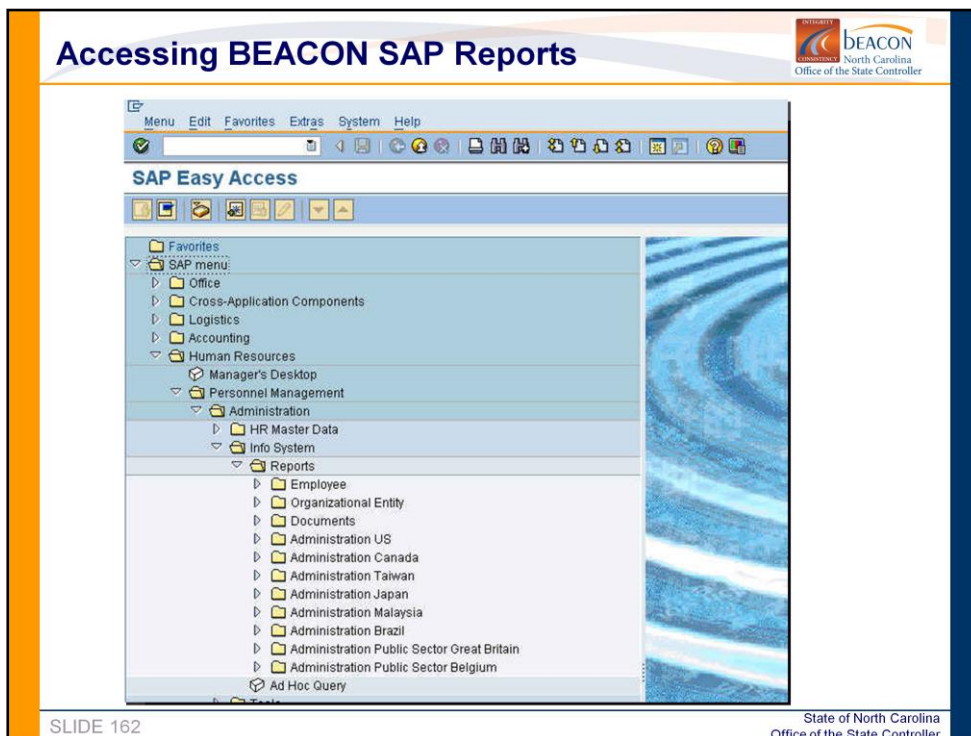 Accessing BEACON SAP Reports
INTEGRITY
BEACON
CONSISTENCY
North Carolina
Office of the State Controller
Menu Edit Favorites Extras System Help
SAP Easy Access
Favorites
SAP menu
Office
Cross-Application Components
Logistics
Accounting
Human Resources
Manager's Desktop
Personnel Management
Administration
HR Master Data
Info System
Reports
Employee
Organizational Entity
Documents
Administration US
Administration Canada
Administration Taiwan
Administration Japan
Administration Malaysia
Administration Brazil
Administration Public Sector Great Britain
Administration Public Sector Belgium
Ad Hoc Query
Tools
SLIDE 162
State of North Carolina
Office of the State Controller